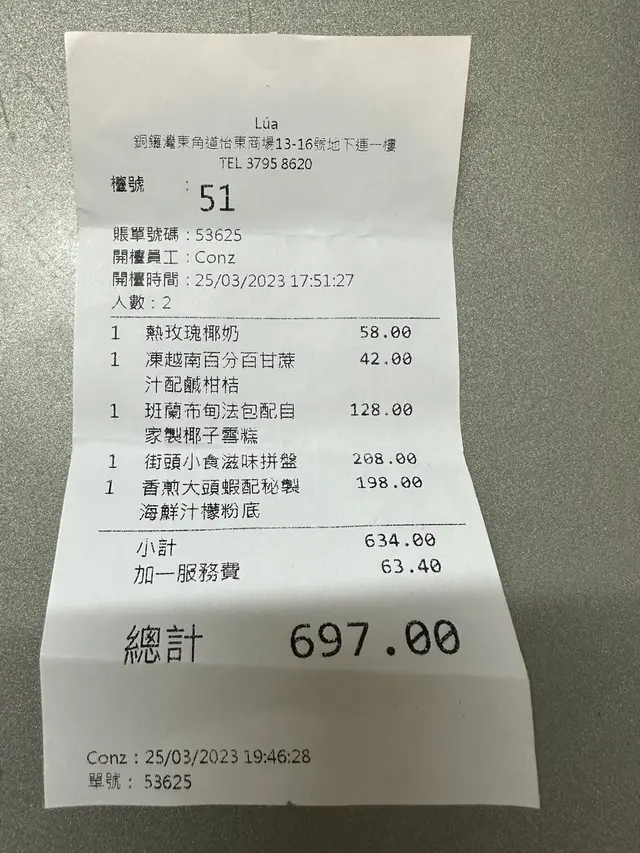 Lúa
銅鑼灣東角道怡東商場13-16號地下連一樓
TEL 3795 8620
檯號 : 51
賬單號碼 : 53625
開檯員工 : Conz
開檯時間 : 25/03/2023 17:51:27
人數 : 2
1 熱玫瑰椰奶 58.00
1 凍越南百分百甘蔗 42.00
汁配鹹柑桔
1 班蘭布甸法包配自 128.00
家製椰子雪糕
1 街頭小食滋味拼盤 208.00
1 香煎大頭蝦配秘製 198.00
海鮮汁檬粉底
小計 634.00
加一服務費 63.40
總計 697.00
Conz : 25/03/2023 19:46:28
單號 : 53625